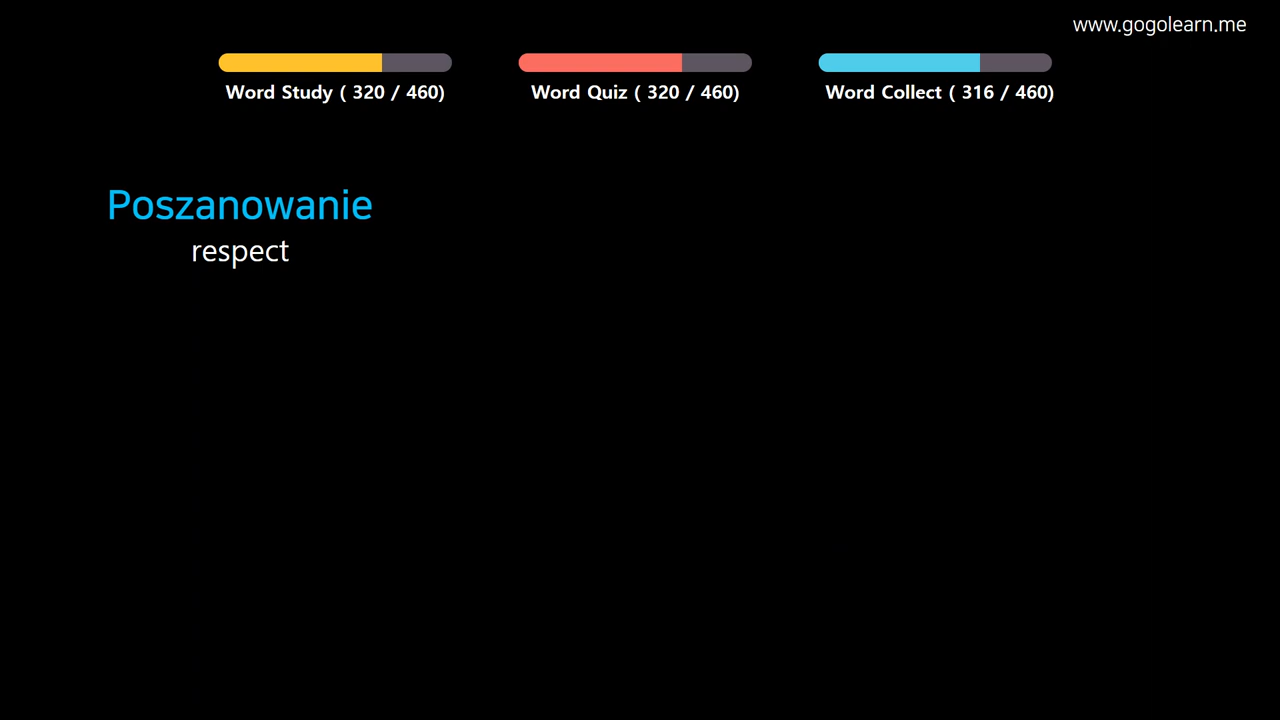 www.gogolearn.me
Word Study ( 320 / 460)
Word Quiz ( 320 / 460)
Word Collect ( 316 / 460)
Poszanowanie
respect